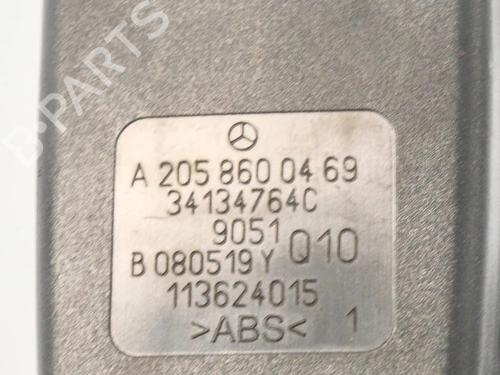 B-PARTS
A 205 860 04 69
34134764C
9051 Q10
B 080519 Y
113624015
>ABS< 1